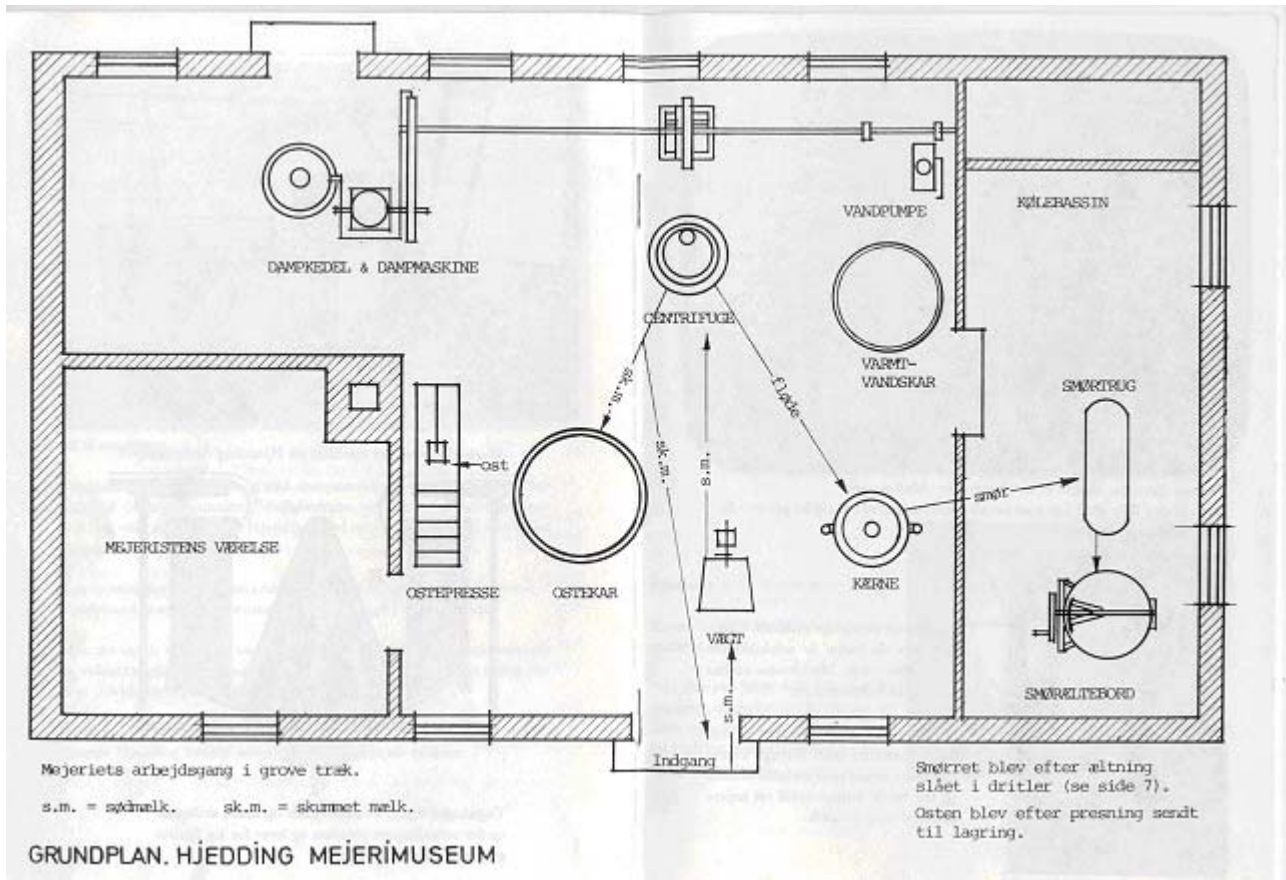 DAMPKEDEL & DAMPMASKINE
VANDPUMPE
KØLEBASSIN
CENTRIFUGE
VARMT-
VANDSKAR
SMØRTRUG
sk.m.
fløde
sk.m.
s.m.
ost
smør
MEJERISTENS VÆRELSE
OSTEPRESSE
OSTEKAR
KÆRNE
VÆGT
s.m.
SMØRÆLTEBORD
Indgang
Mejeriets arbejdsgang i grove træk.
s.m. = sødmælk. sk.m. = skummet mælk.
Smørret blev efter æltning
slået i dritler (se side 7).
Osten blev efter presning sendt
til lagring.
GRUNDPLAN. HJEDDING MEJERIMUSEUM